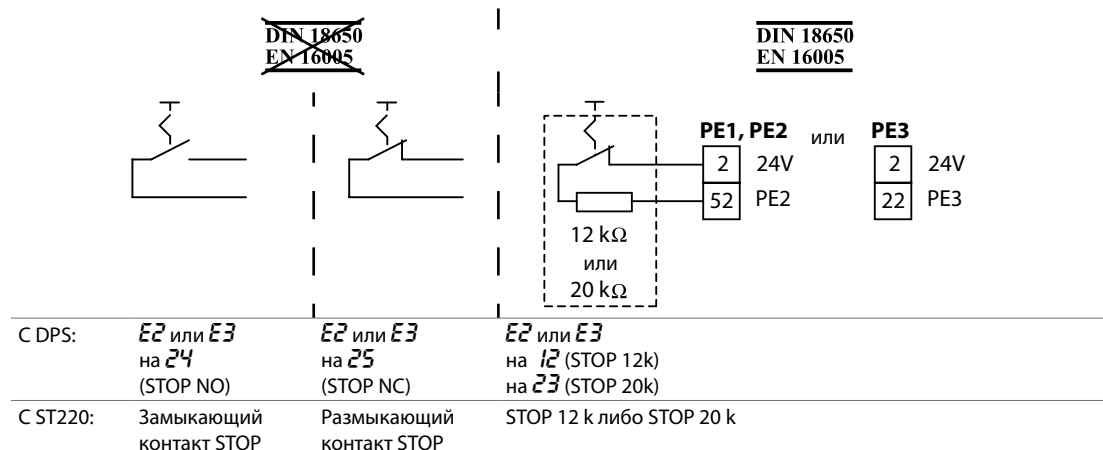 DIN 18650
EN 16005
DIN 18650
EN 16005
PE1, PE2 или PE3
2 24V 2 24V
52 PE2 22 PE3
12 kΩ
или
20 kΩ
С DPS: E2 или E3 E2 или E3 E2 или E3
на 24 на 25 на 12 (STOP 12k)
(STOP NO) (STOP NC) на 23 (STOP 20k)
С ST220: Замыкающий Размыкающий STOP 12 k либо STOP 20 k
контакт STOP контакт STOP